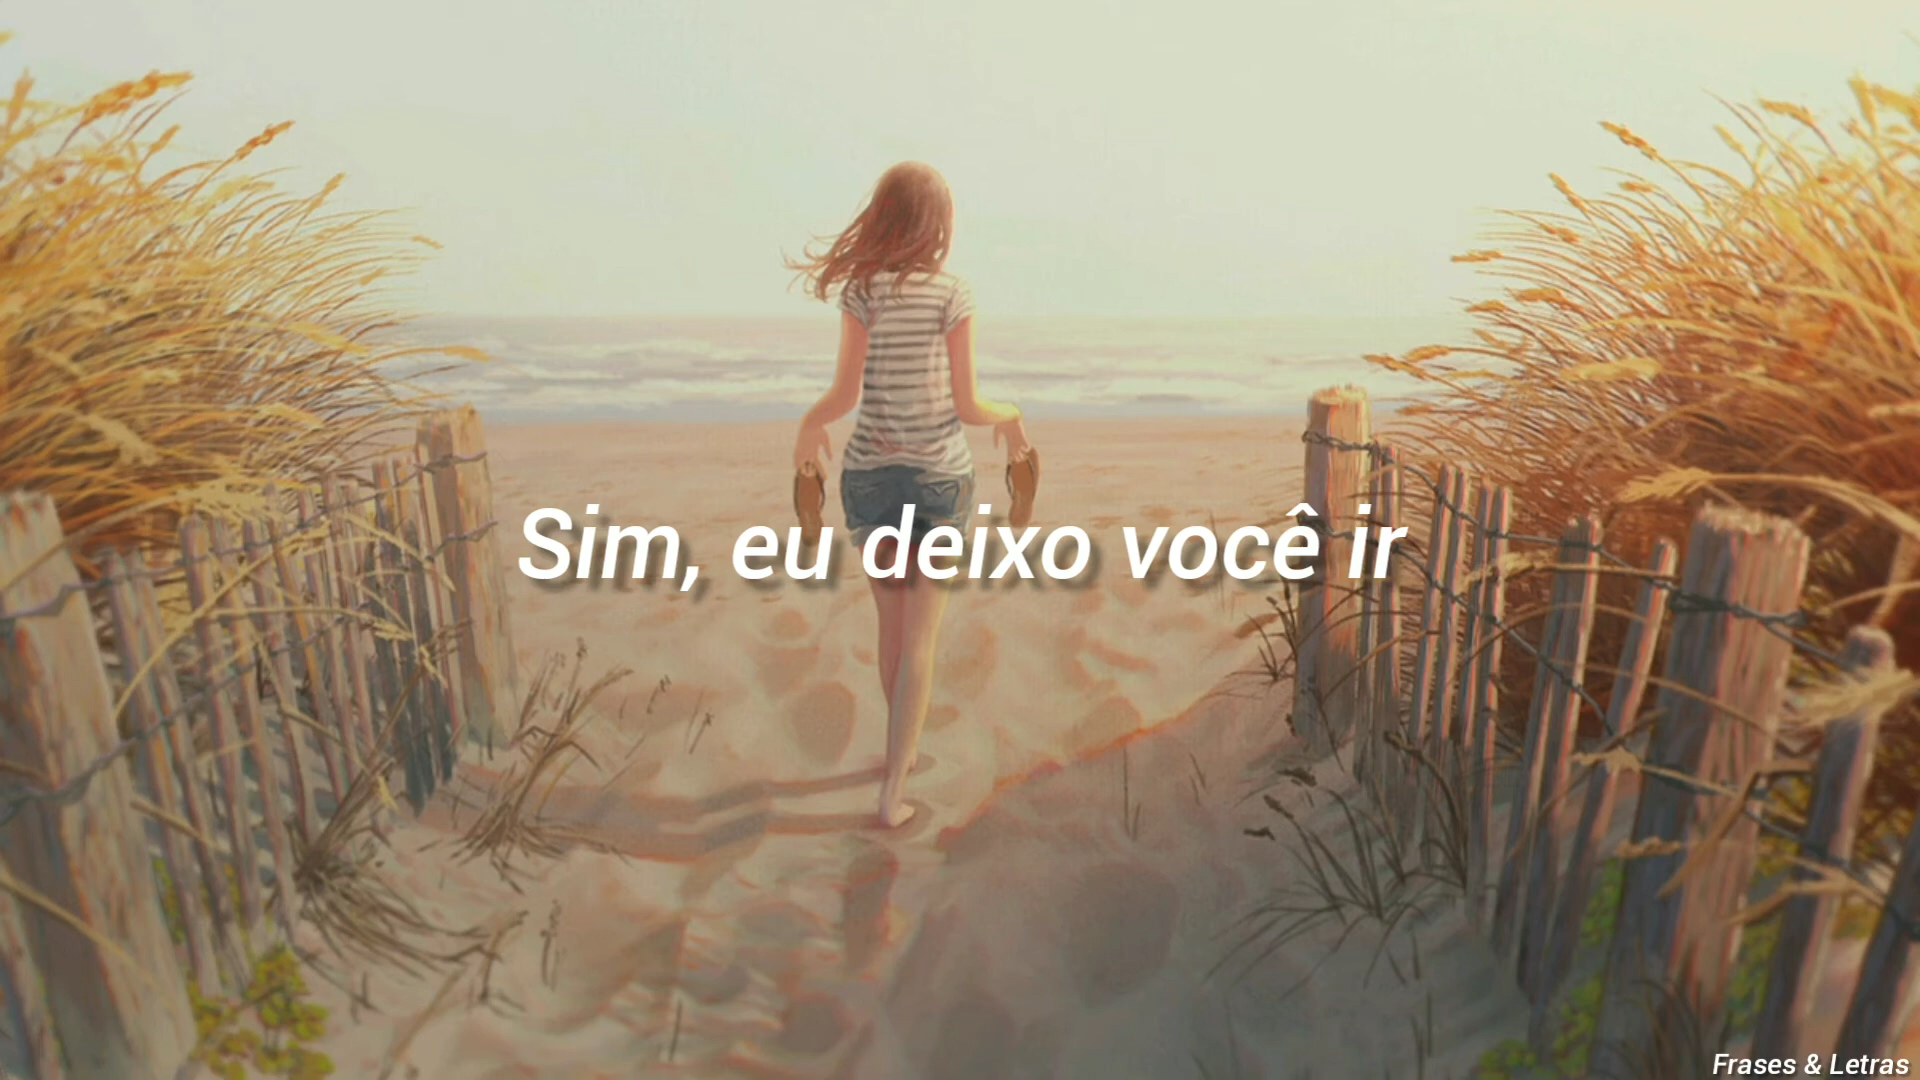 Sim, eu deixo você ir
Frases & Letras